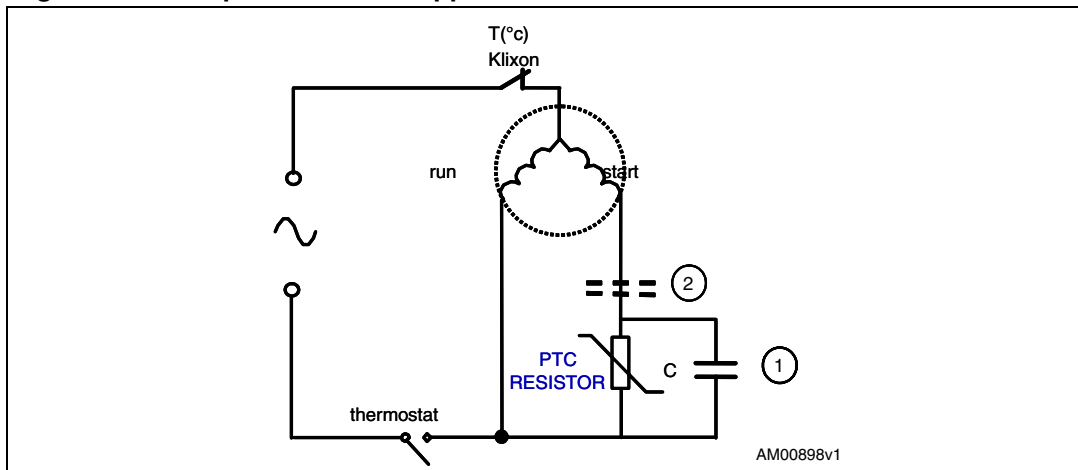 T(°c)
Klixon
run
start
2
PTC
RESISTOR
C
1
thermostat
AM00898v1